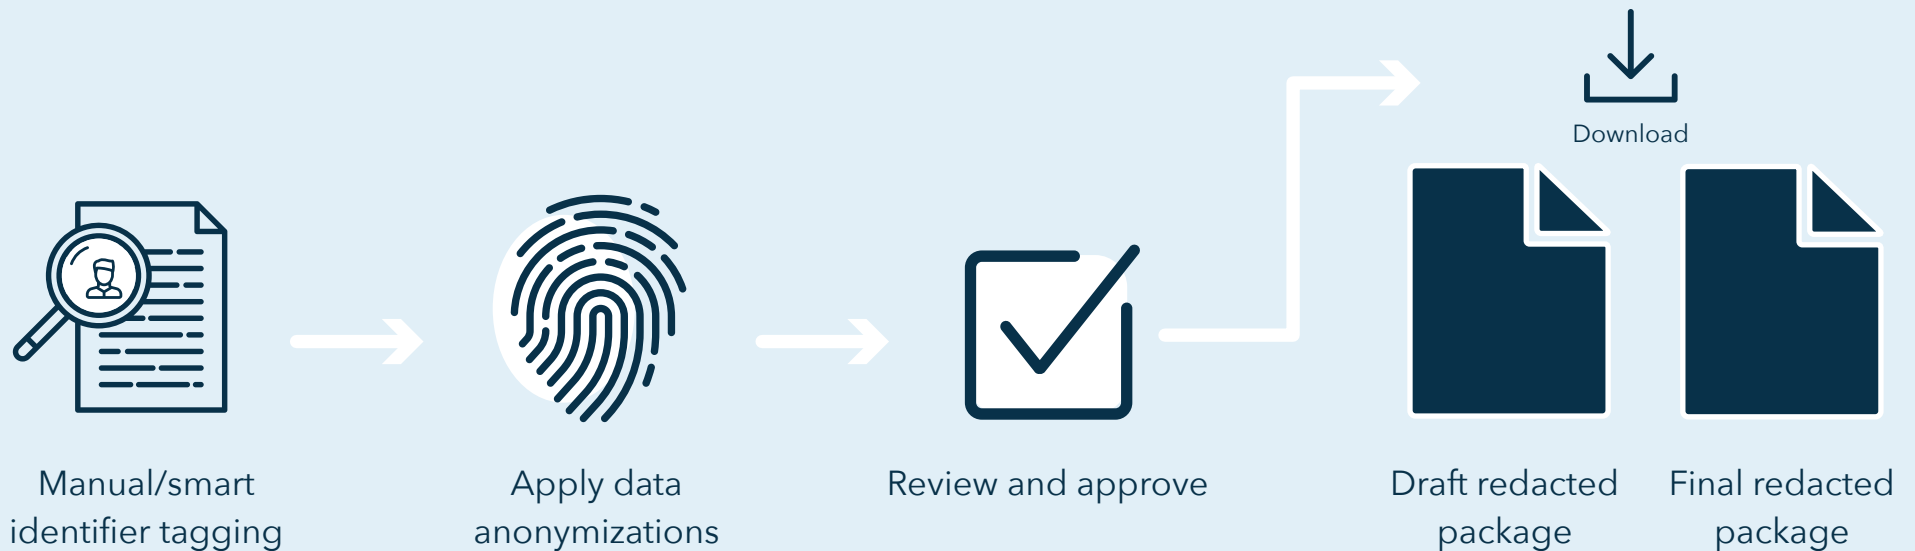 Download
Manual/smart
identifier tagging
Apply data
anonymizations
Review and approve
Draft redacted
package
Final redacted
package